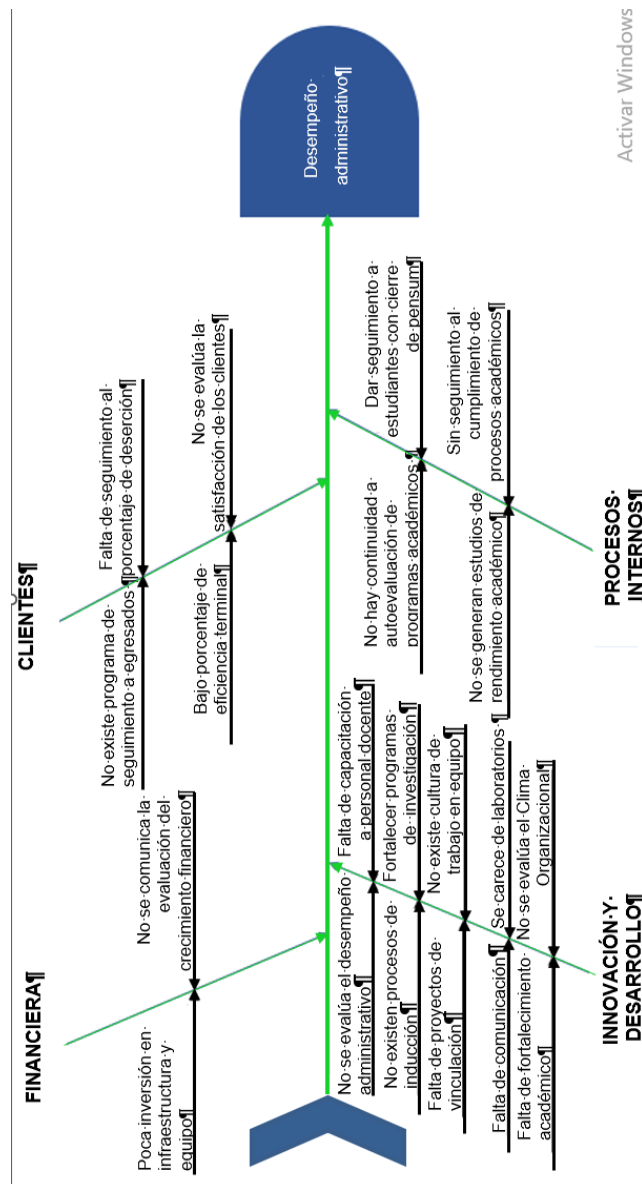 FINANCIERA¶
CLIENTES¶
Poca·inversión·en·
infraestructura·y·
equipo¶
No·se·comunica·la·
evaluación·del·
crecimiento·financiero¶
No·existe·programa·de·
seguimiento·a·egresados·¶
Falta·de·seguimiento·al·
porcentaje·de·deserción¶
Bajo·porcentaje·de·
eficiencia·terminal¶
No·se·evalúa·la·
satisfacción·de·los·clientes¶
Desempeño·
administrativo¶
No·se·evalúa·el·desempeño·
administrativo¶
Falta·de·capacitación·
a·personal·docente¶
No·existen·procesos·de·
inducción¶
Fortalecer·programas·
de··investigación¶
Falta·de·proyectos·de·
vinculación¶
No·existe·cultura·de·
trabajo·en·equipo¶
Falta·de·comunicación¶
Se·carece·de·laboratorios·¶
Falta·de·fortalecimiento·
académico¶
No·se·evalúa·el·Clima·
Organizacional¶
No·hay·continuidad·a·
autoevaluación·de·
programas·académicos·¶
Dar·seguimiento·a·
estudiantes·con·cierre·
de·pensum¶
No·se·generan·estudios·de·
rendimiento·académico¶
Sin·seguimiento·al·
cumplimiento·de·
procesos·académicos¶
INNOVACIÓN·Y·
DESARROLLO¶
PROCESOS·
INTERNOS¶
Activar Windows